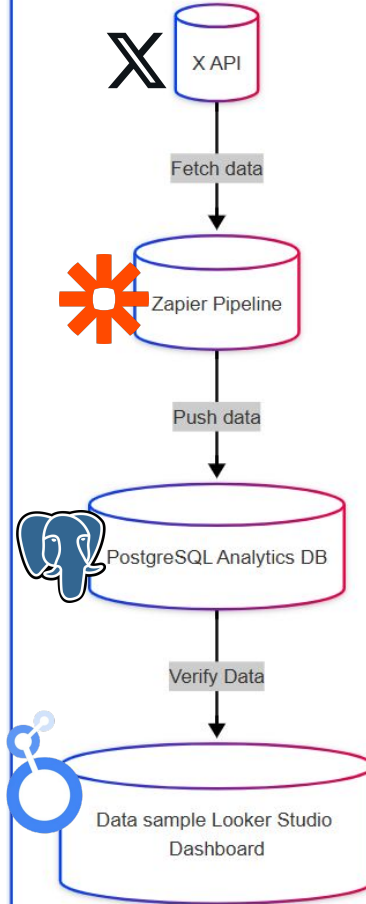 X API
Fetch data
Zapier Pipeline
Push data
PostgreSQL Analytics DB
Verify Data
Data sample Looker Studio
Dashboard